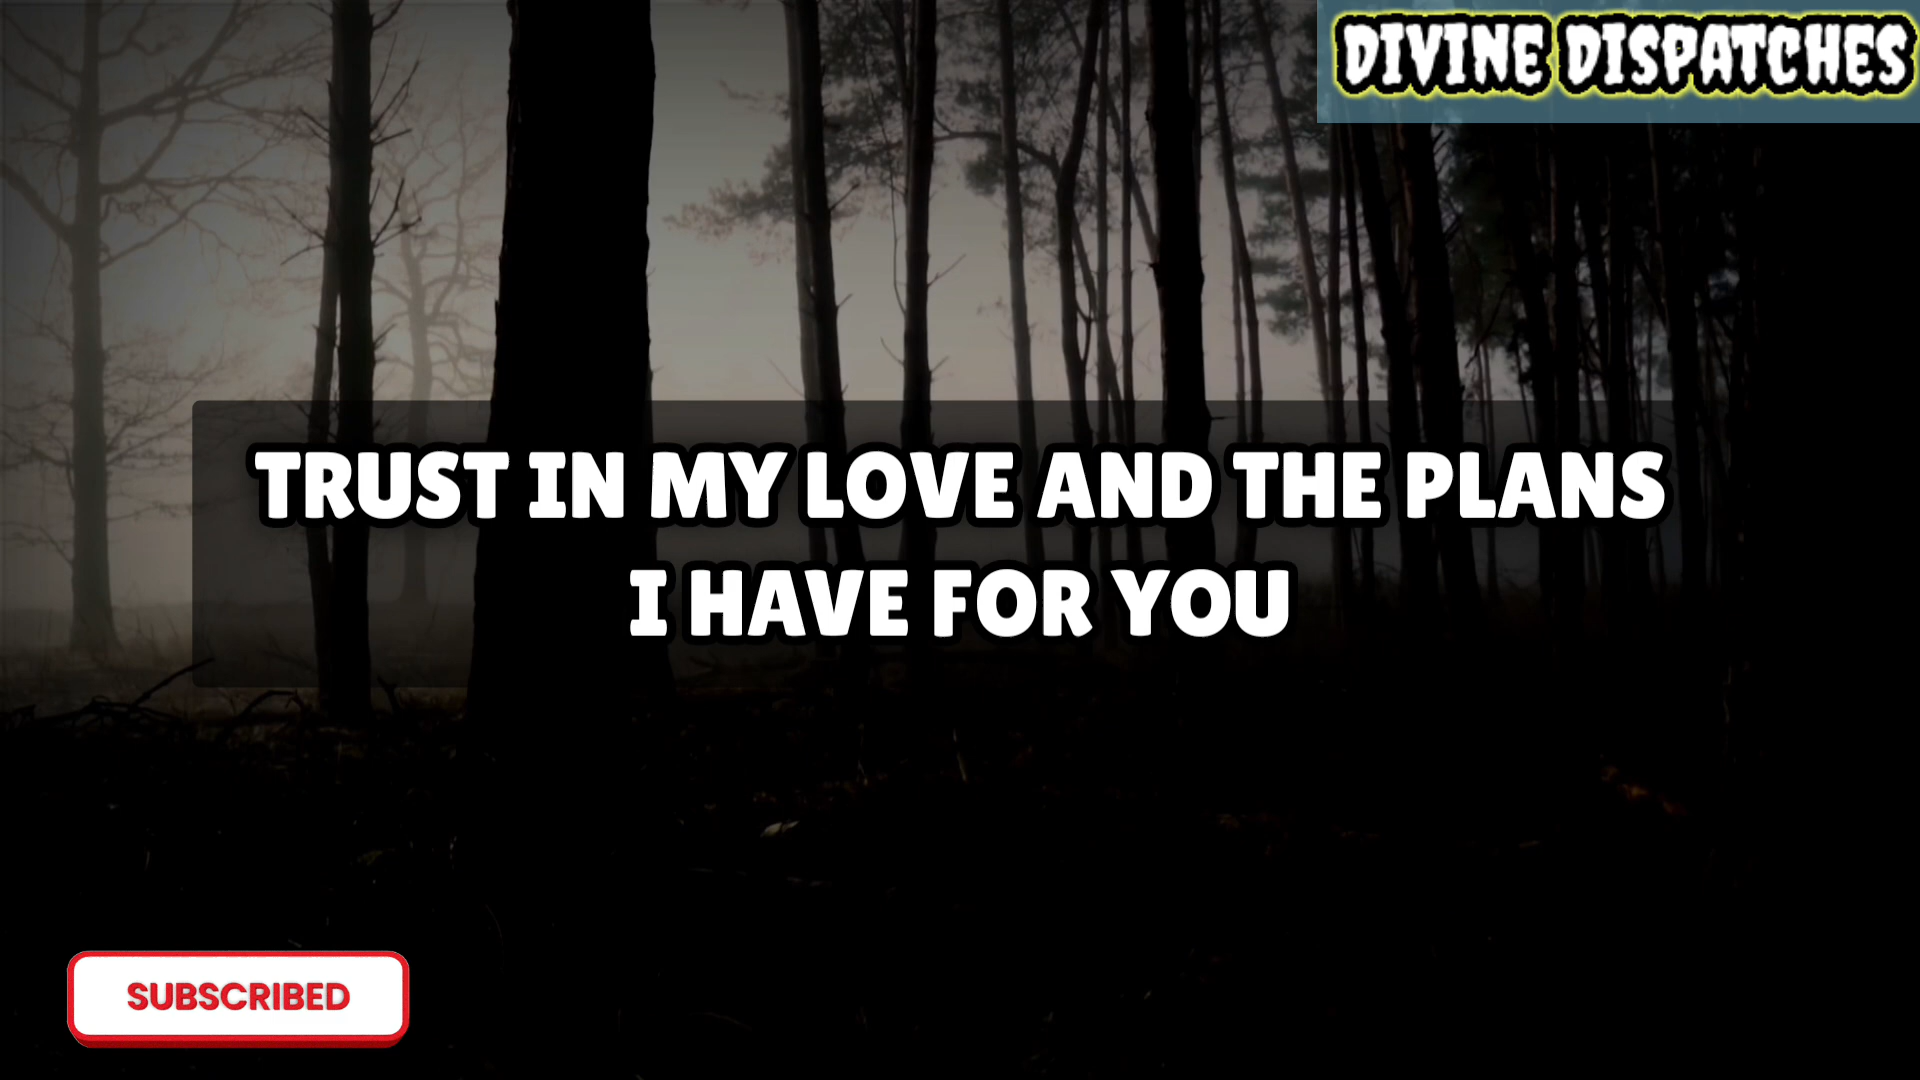 DIVINE DISPATCHES
TRUST IN MY LOVE AND THE PLANS
I HAVE FOR YOU
SUBSCRIBED